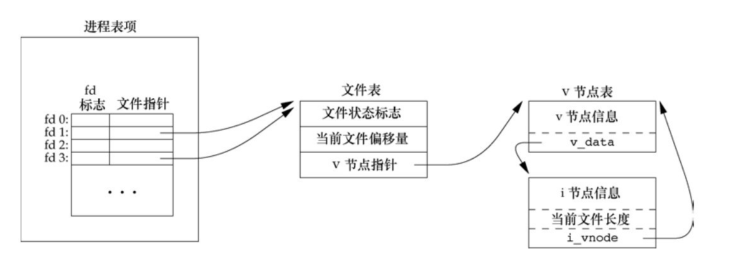 进程表项
fd
标志 文件指针
fd 0:
fd 1:
fd 2:
fd 3:
...
文件表
文件状态标志
当前文件偏移量
v 节点指针
v 节点表
v 节点信息
v_data
i 节点信息
当前文件长度
i_vnode